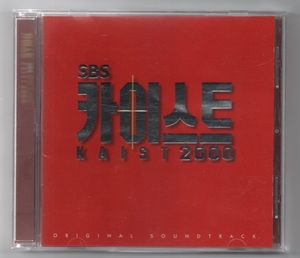 SBS
카이스트
KAIST 2000
ORIGINAL SOUNDTRACK